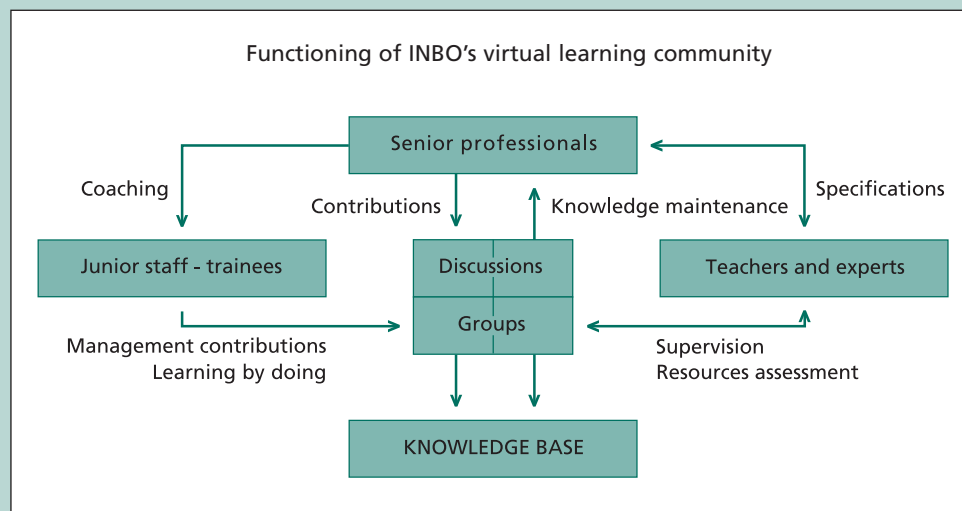 Functioning of INBO's virtual learning community
Senior professionals
Coaching
Contributions
Knowledge maintenance
Specifications
Junior staff - trainees
Discussions
Teachers and experts
Groups
Management contributions
Learning by doing
Supervision
Resources assessment
KNOWLEDGE BASE